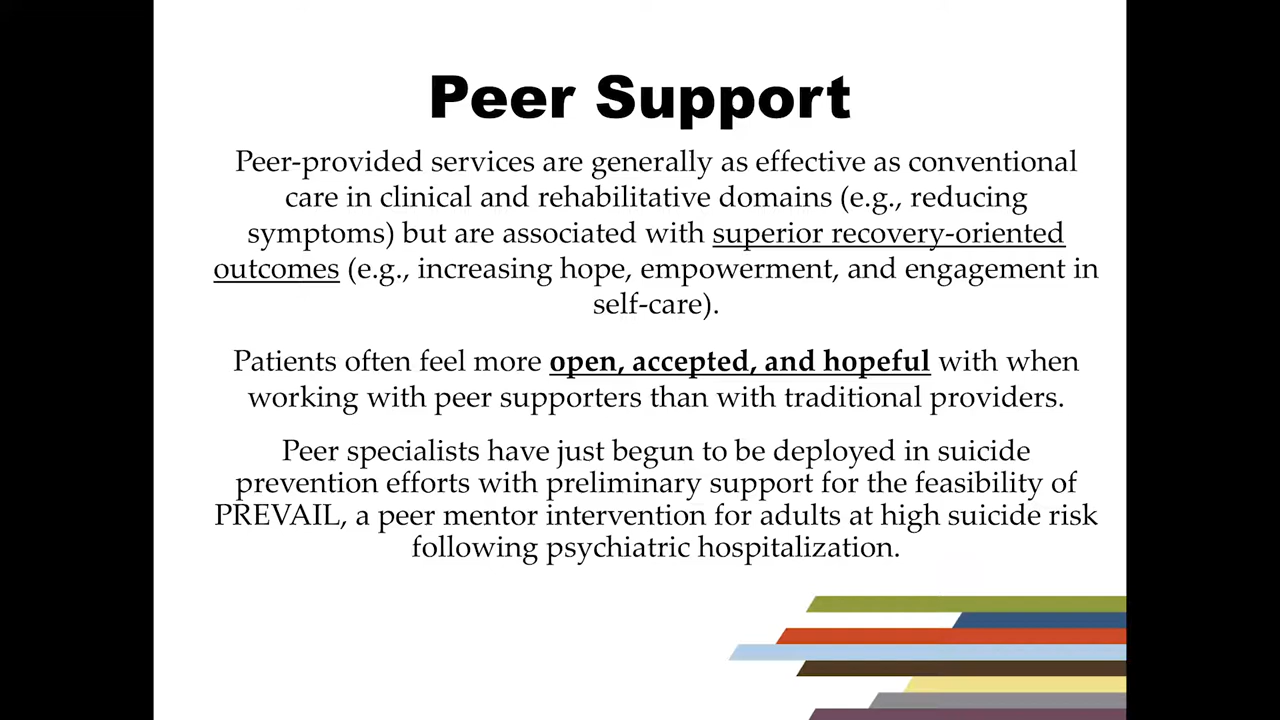 Peer Support
Peer-provided services are generally as effective as conventional
care in clinical and rehabilitative domains (e.g., reducing
symptoms) but are associated with superior recovery-oriented
outcomes (e.g., increasing hope, empowerment, and engagement in
self-care).
Patients often feel more open, accepted, and hopeful with when
working with peer supporters than with traditional providers.
Peer specialists have just begun to be deployed in suicide
prevention efforts with preliminary support for the feasibility of
PREVAIL, a peer mentor intervention for adults at high suicide risk
following psychiatric hospitalization.